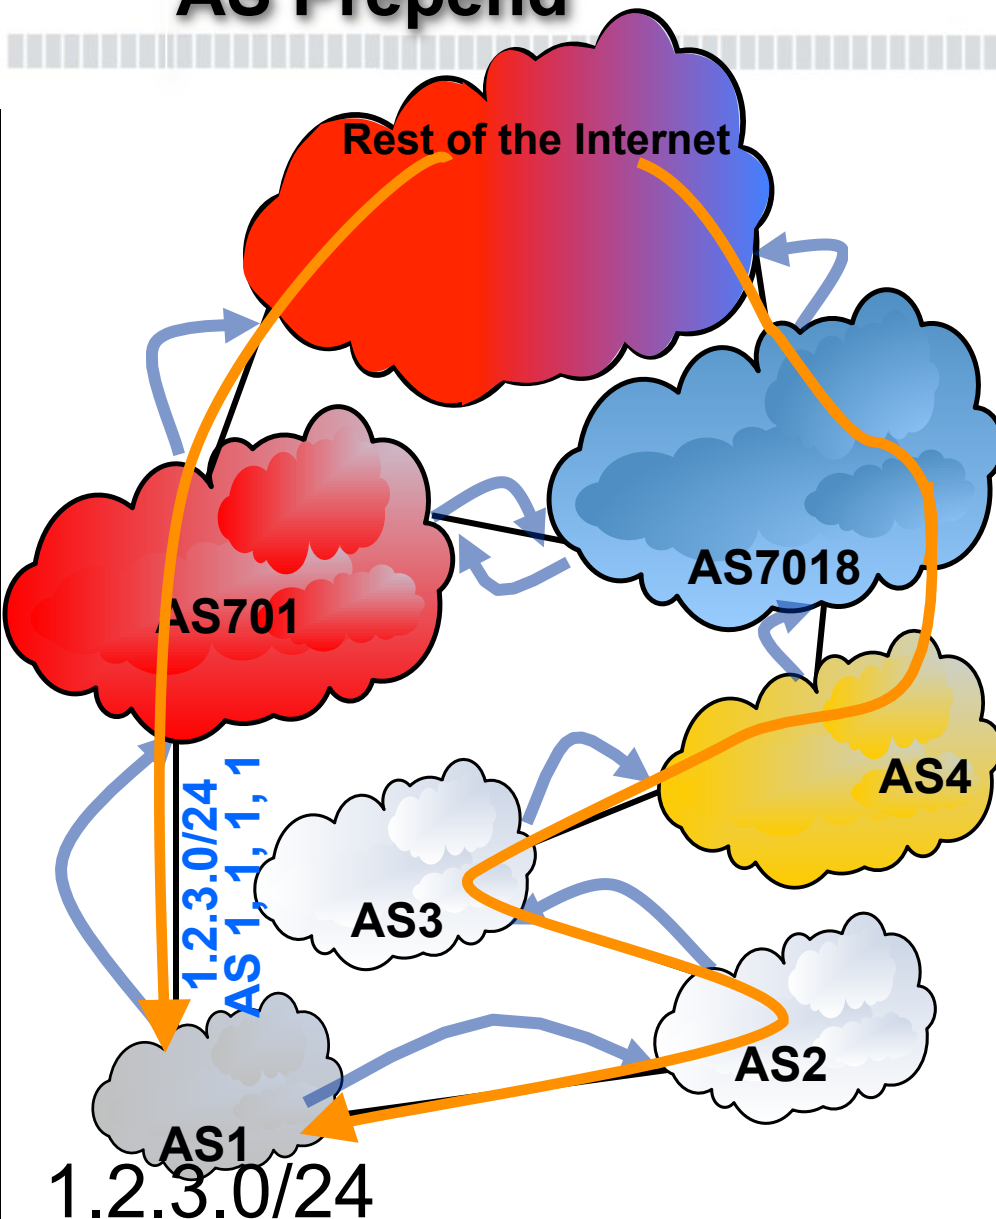 AS Prepend
Rest of the Internet
AS7018
AS701
1.2.3.0/24
AS 1, 1, 1, 1, 1
AS4
AS3
AS2
AS1
1.2.3.0/24